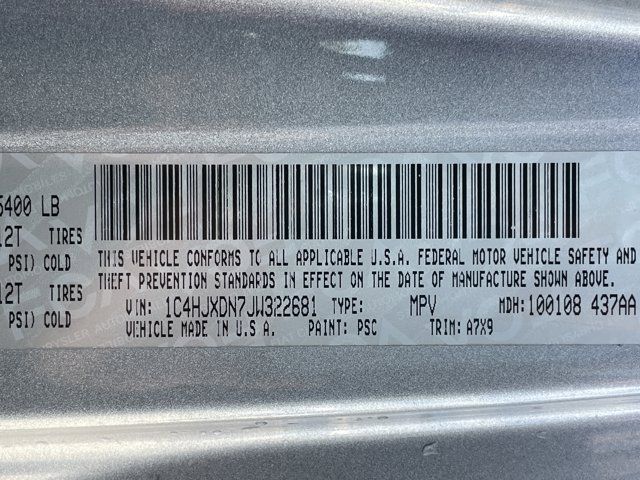 5400 LB
12T TIRES
PSI) COLD
12T TIRES
PSI) COLD
THIS VEHICLE CONFORMS TO ALL APPLICABLE U.S.A. FEDERAL MOTOR VEHICLE SAFETY AND
THEFT PREVENTION STANDARDS IN EFFECT ON THE DATE OF MANUFACTURE SHOWN ABOVE.
VIN: 1C4HJXDN7JW322681 TYPE: MPV MDH:100108 437AA
VEHICLE MADE IN U.S.A. PAINT: PSC TRIM: A7X9